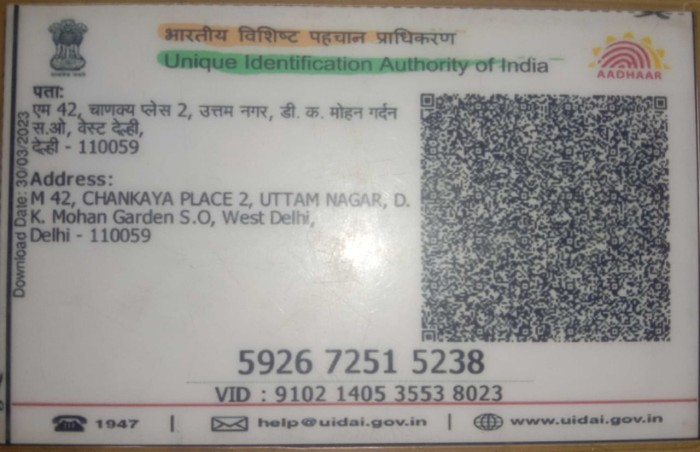 भारतीय विशिष्ट पहचान प्राधिकरण
Unique Identification Authority of India
AADHAAR
पता:
एम 42, चाणक्य प्लेस 2, उत्तम नगर, डी. क. मोहन गर्दन
स.ओ, वेस्ट देल्ही,
देल्ही - 110059
Address:
M 42, CHANKAYA PLACE 2, UTTAM NAGAR, D.
K. Mohan Garden S.O, West Delhi,
Delhi - 110059
Download Date: 30/03/2023
5926 7251 5238
VID : 9102 1405 3553 8023
1947 | help@uidai.gov.in | www.uidai.gov.in